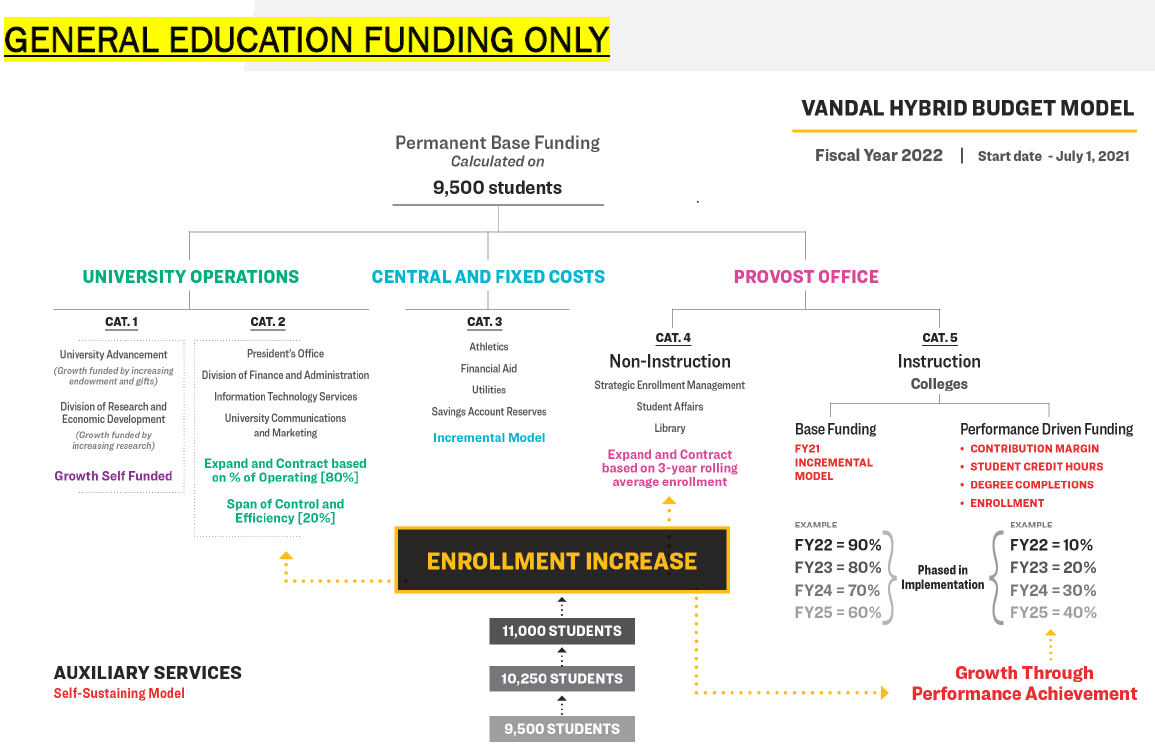 GENERAL EDUCATION FUNDING ONLY
VANDAL HYBRID BUDGET MODEL
Fiscal Year 2022 | Start date - July 1, 2021
Permanent Base Funding
Calculated on
9,500 students
UNIVERSITY OPERATIONS
CAT. 1
University Advancement
(Growth funded by increasing
endowment and gifts)
Division of Research and
Economic Development
(Growth funded by
increasing research)
Growth Self Funded
CAT. 2
President's Office
Division of Finance and Administration
Information Technology Services
University Communications
and Marketing
Expand and Contract based
on % of Operating [80%]
Span of Control and
Efficiency [20%]
CENTRAL AND FIXED COSTS
CAT. 3
Athletics
Financial Aid
Utilities
Savings Account Reserves
Incremental Model
PROVOST OFFICE
CAT. 4
Non-Instruction
Strategic Enrollment Management
Student Affairs
Library
Expand and Contract
based on 3-year rolling
average enrollment
CAT. 5
Instruction
Colleges
Base Funding
FY21
INCREMENTAL
MODEL
EXAMPLE
FY22 = 90%
FY23 = 80%
FY24 = 70%
FY25 = 60%
Phased in
Implementation
Performance Driven Funding
• CONTRIBUTION MARGIN
• STUDENT CREDIT HOURS
• DEGREE COMPLETIONS
• ENROLLMENT
EXAMPLE
FY22 = 10%
FY23 = 20%
FY24 = 30%
FY25 = 40%
Growth Through
Performance Achievement
ENROLLMENT INCREASE
11,000 STUDENTS
10,250 STUDENTS
9,500 STUDENTS
AUXILIARY SERVICES
Self-Sustaining Model